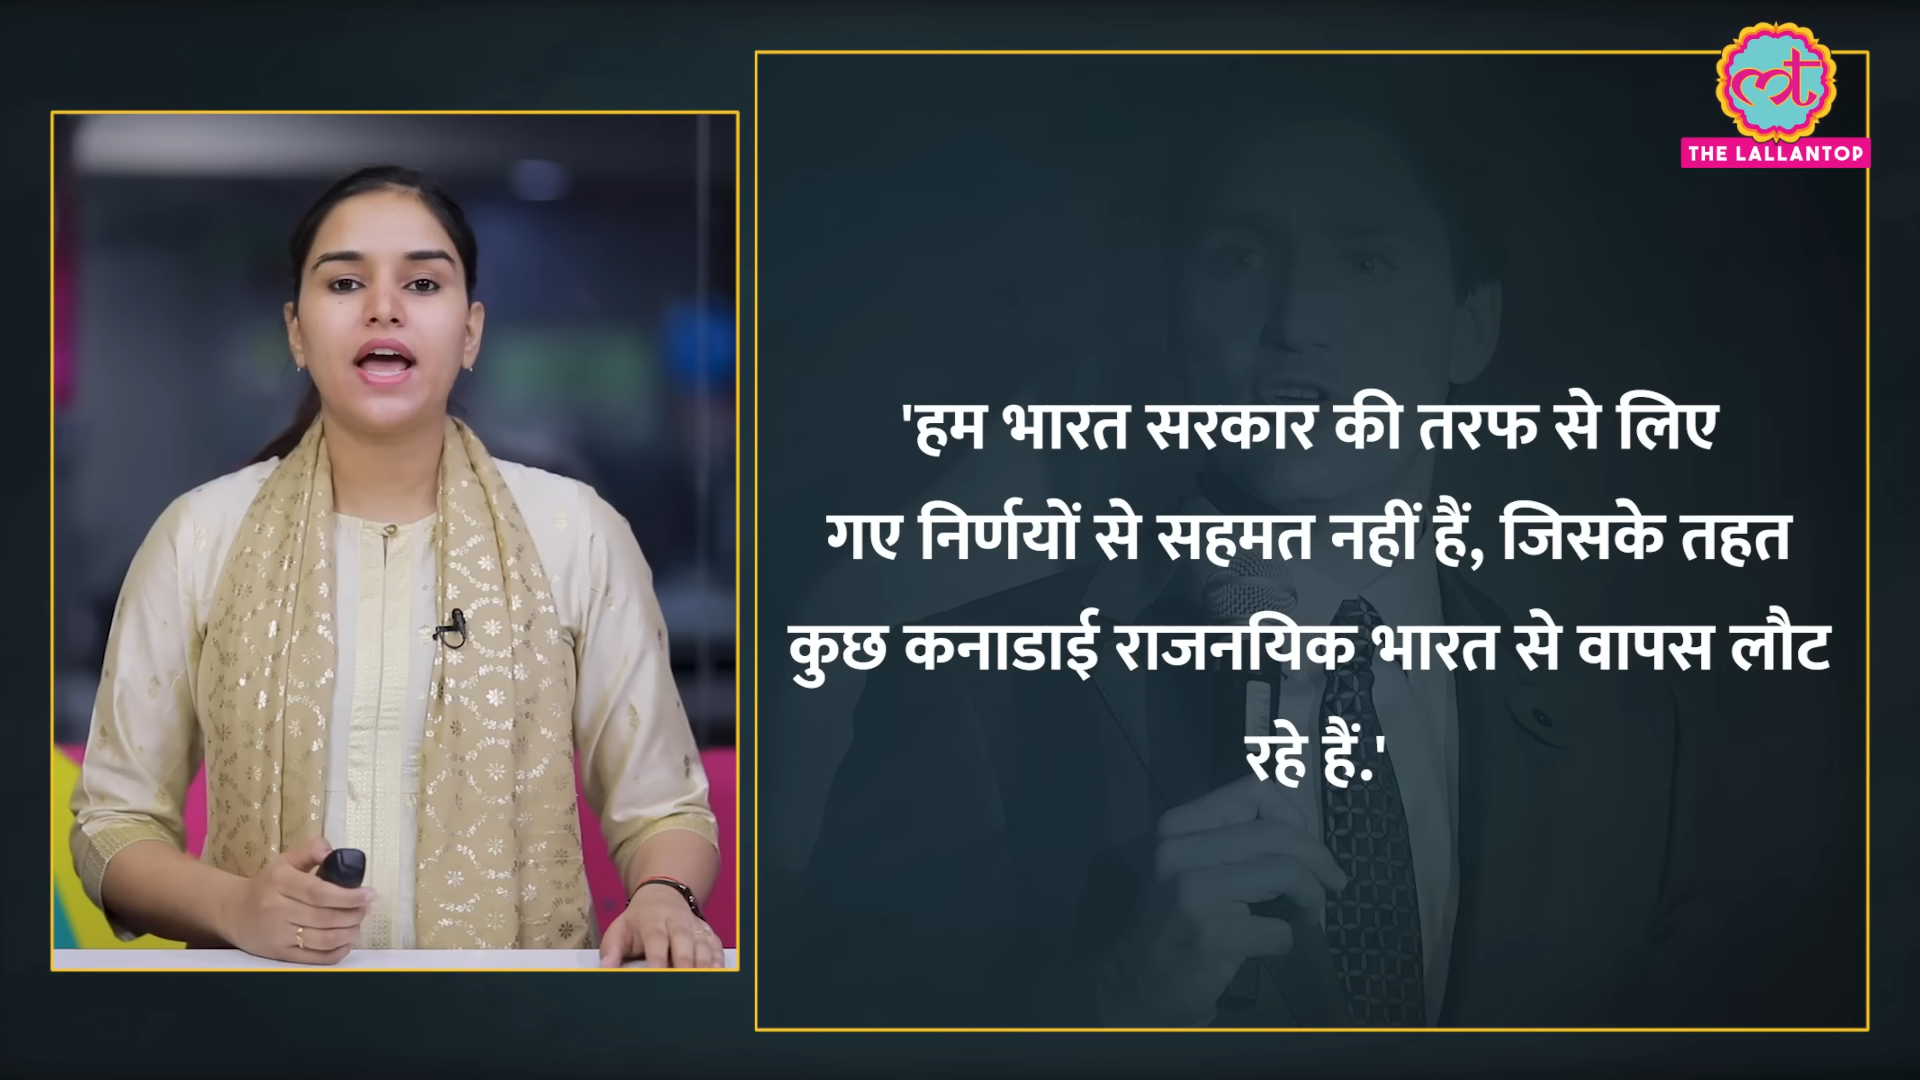 THE LALLANTOP
'हम भारत सरकार की तरफ से लिए
गए निर्णयों से सहमत नहीं हैं, जिसके तहत
कुछ कनाडाई राजनयिक भारत से वापस लौट
रहे हैं.'